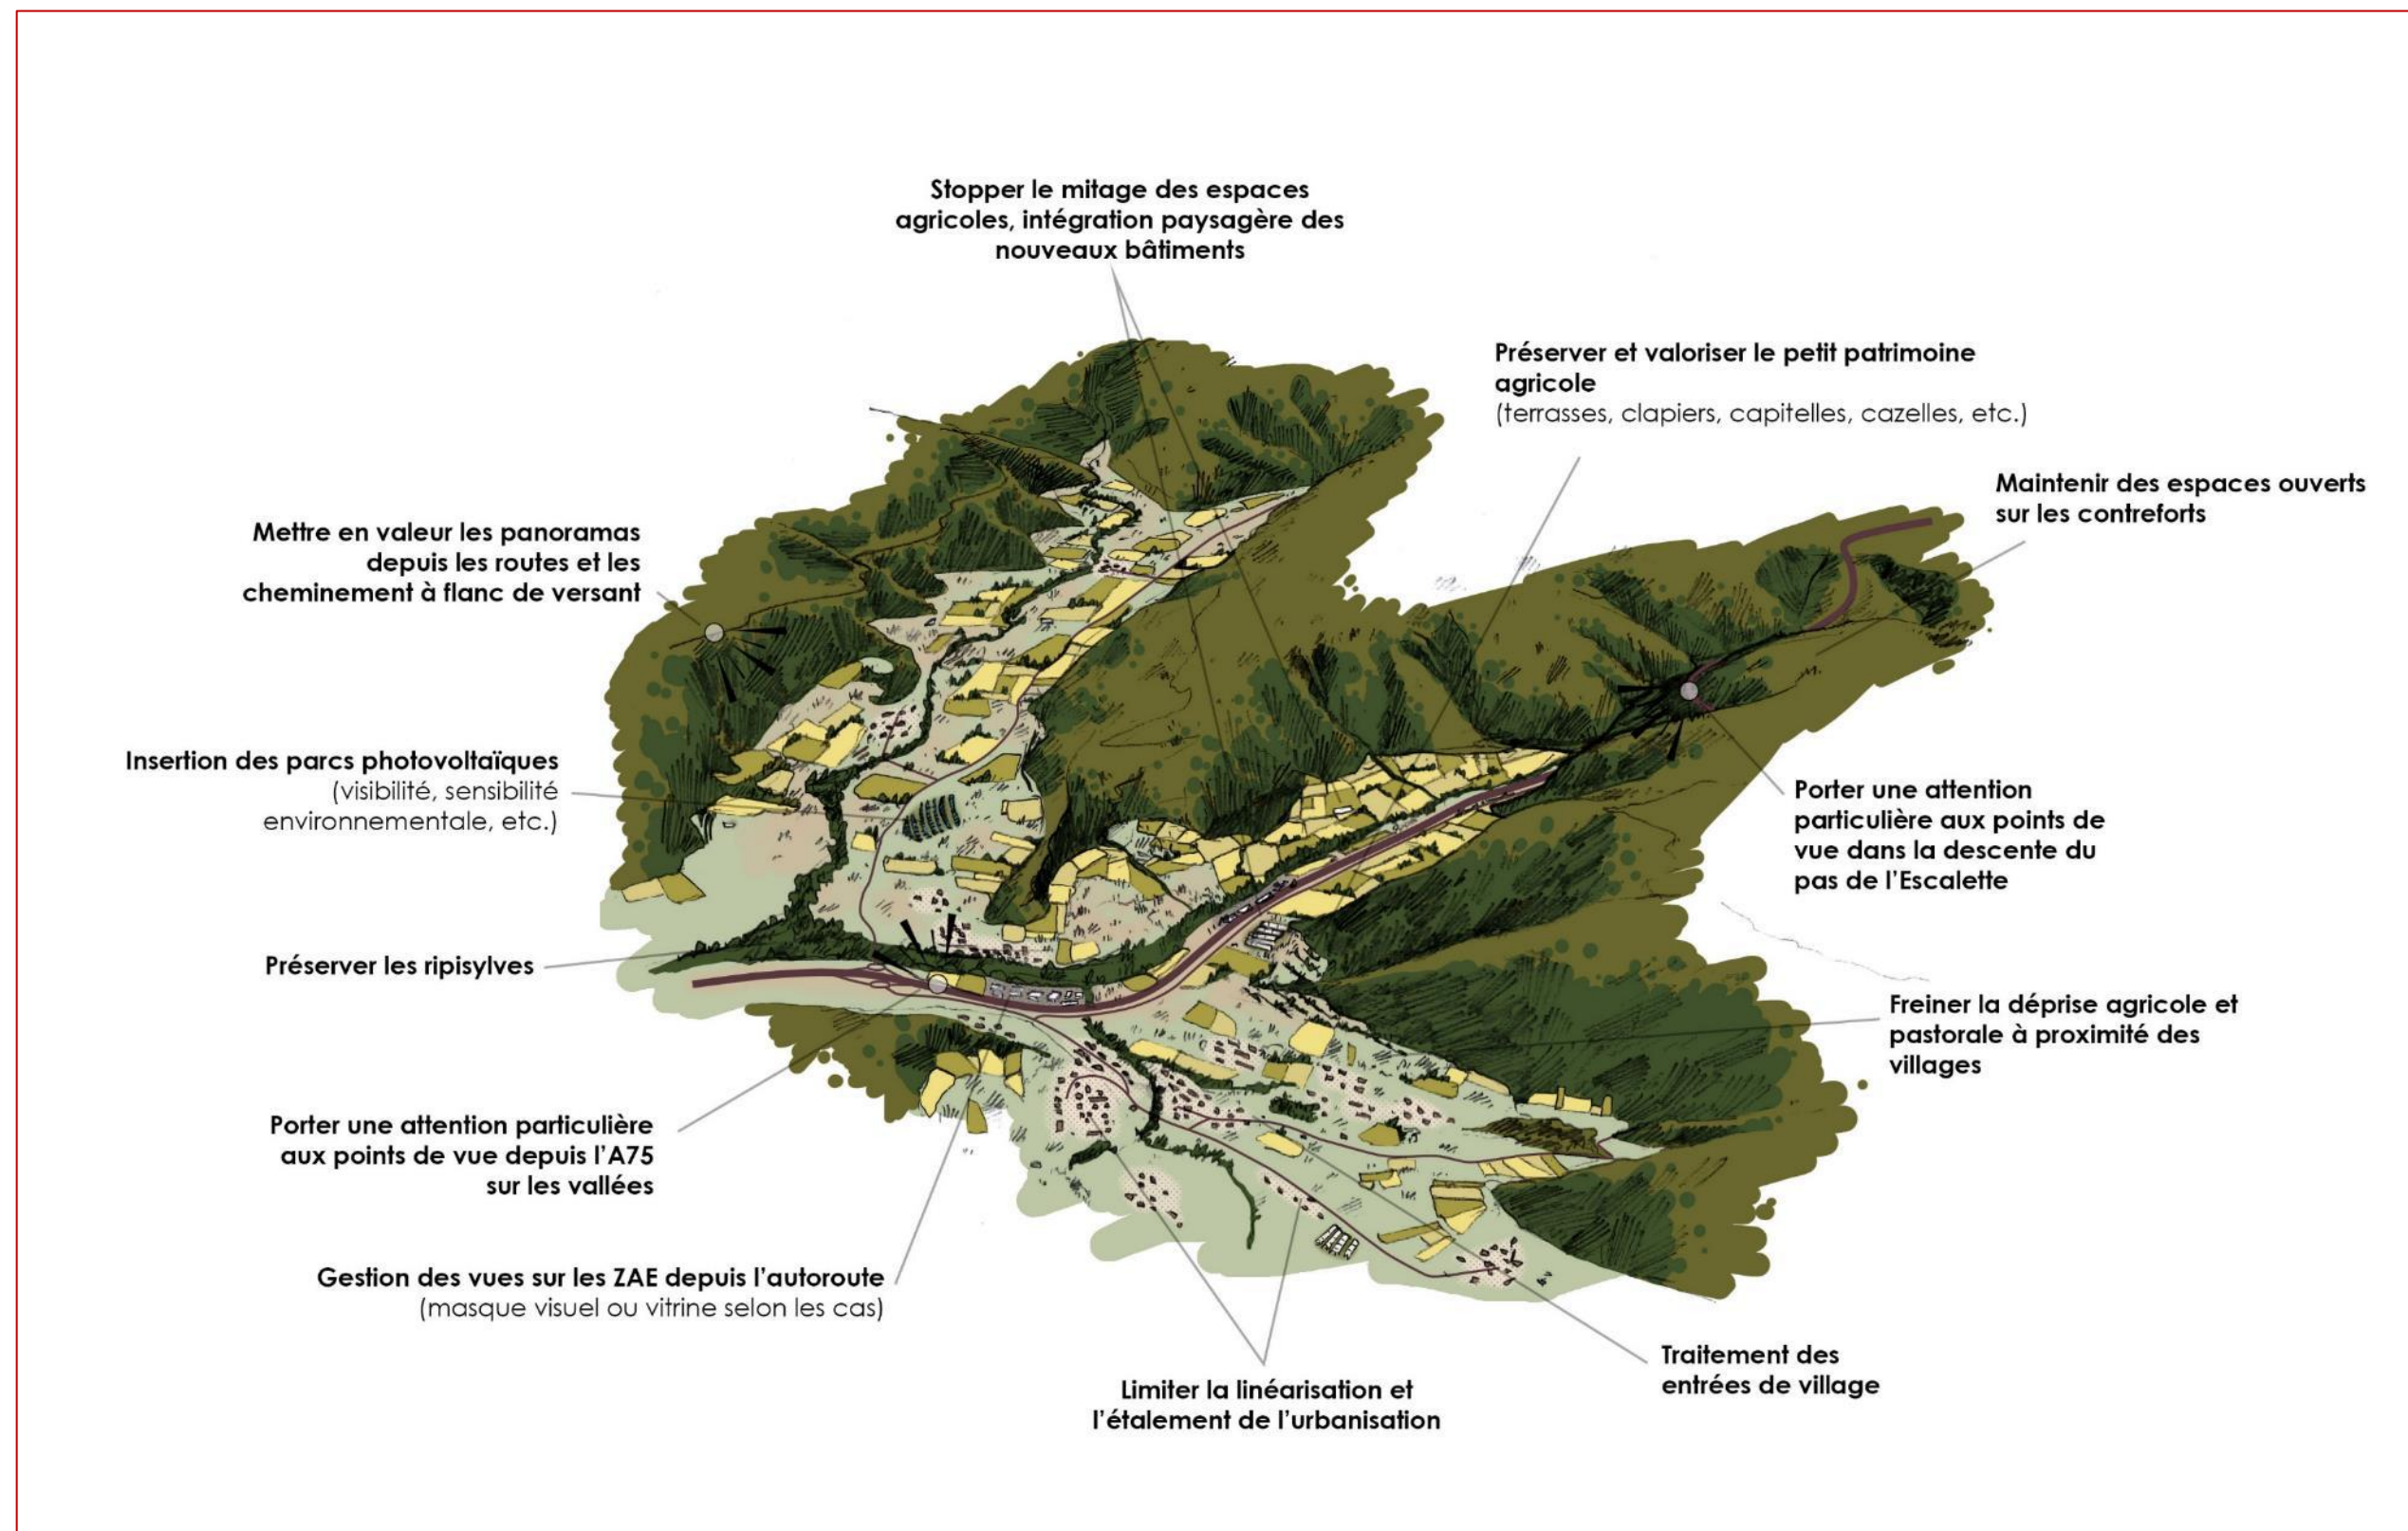 Stopper le mitage des espaces
agricoles, intégration paysagère des
nouveaux bâtiments
Préserver et valoriser le petit patrimoine
agricole
(terrasses, clapiers, capitelles, cazelles, etc.)
Maintenir des espaces ouverts
sur les contreforts
Mettre en valeur les panoramas
depuis les routes et les
cheminement à flanc de versant
Insertion des parcs photovoltaïques
(visibilité, sensibilité
environnementale, etc.)
Porter une attention
particulière aux points de
vue dans la descente du
pas de l'Escalette
Préserver les ripisylves
Freiner la déprise agricole et
pastorale à proximité des
villages
Porter une attention particulière
aux points de vue depuis l'A75
sur les vallées
Gestion des vues sur les ZAE depuis l'autoroute
(masque visuel ou vitrine selon les cas)
Limiter la linéarisation et
l'étalement de l'urbanisation
Traitement des
entrées de village